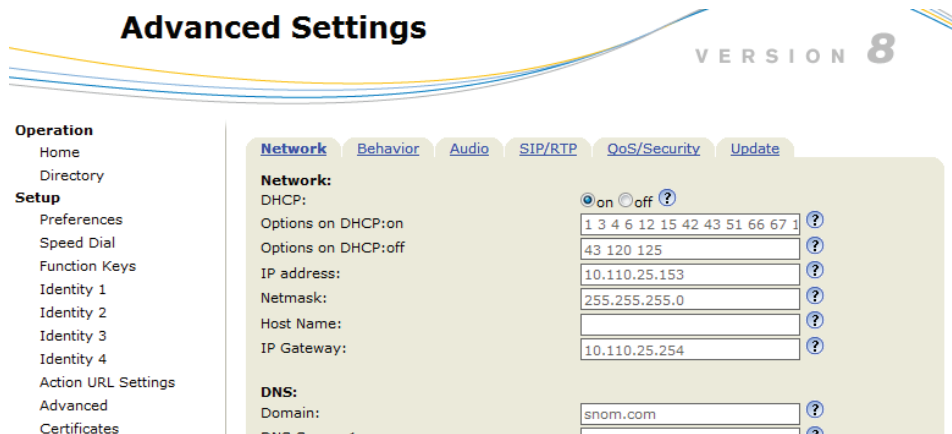 Advanced Settings
VERSION 8
Operation
Home
Directory
Setup
Preferences
Speed Dial
Function Keys
Identity 1
Identity 2
Identity 3
Identity 4
Action URL Settings
Advanced
Certificates
Network Behavior Audio SIP/RTP QoS/Security Update
Network:
DHCP: on off ?
Options on DHCP:on 1 3 4 6 12 15 42 43 51 66 67 1 ?
Options on DHCP:off 43 120 125 ?
IP address: 10.110.25.153 ?
Netmask: 255.255.255.0 ?
Host Name: ?
IP Gateway: 10.110.25.254 ?
DNS:
Domain: snom.com ?